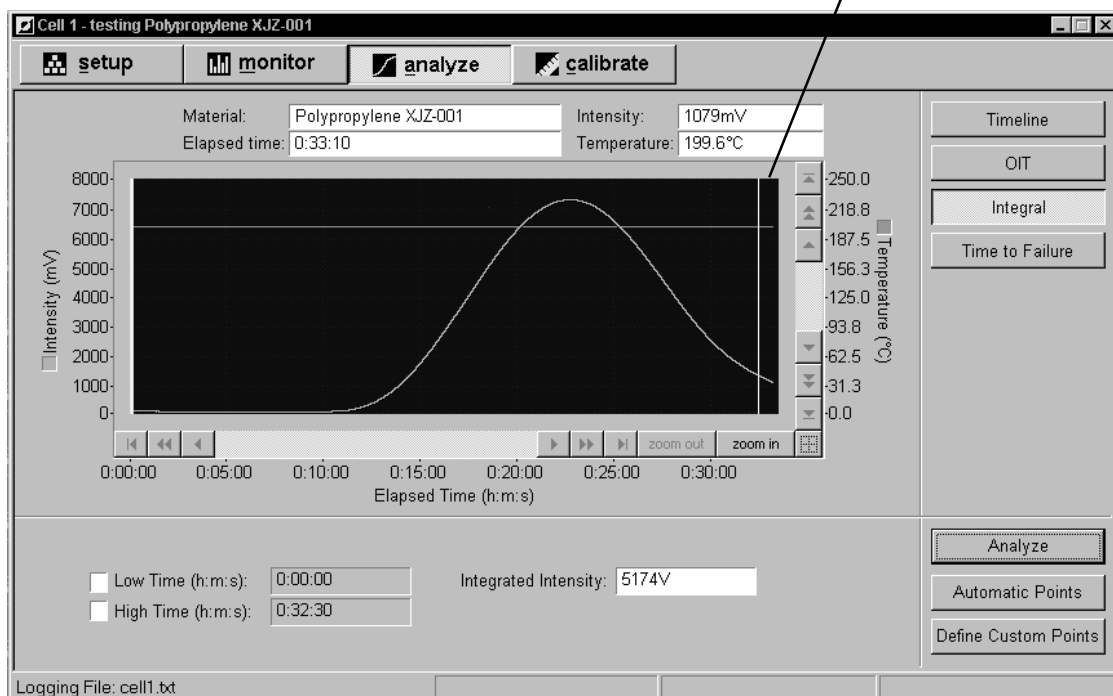 Cell 1 - testing Polypropylene XJZ-001
setup monitor analyze calibrate
Material: Polypropylene XJZ-001 Intensity: 1079mV
Elapsed time: 0:33:10 Temperature: 199.6°C
Timeline
OIT
Integral
Time to Failure
Intensity (mV)
8000
7000
6000
5000
4000
3000
2000
1000
0
250.0
218.8
187.5
156.3
125.0
93.8
62.5
31.3
0.0
Temperature (°C)
zoom out zoom in
0:00:00 0:05:00 0:10:00 0:15:00 0:20:00 0:25:00 0:30:00
Elapsed Time (h:m:s)
Low Time (h:m:s): 0:00:00 Integrated Intensity: 5174V
High Time (h:m:s): 0:32:30
Analyze
Automatic Points
Define Custom Points
Logging File: cell1.txt